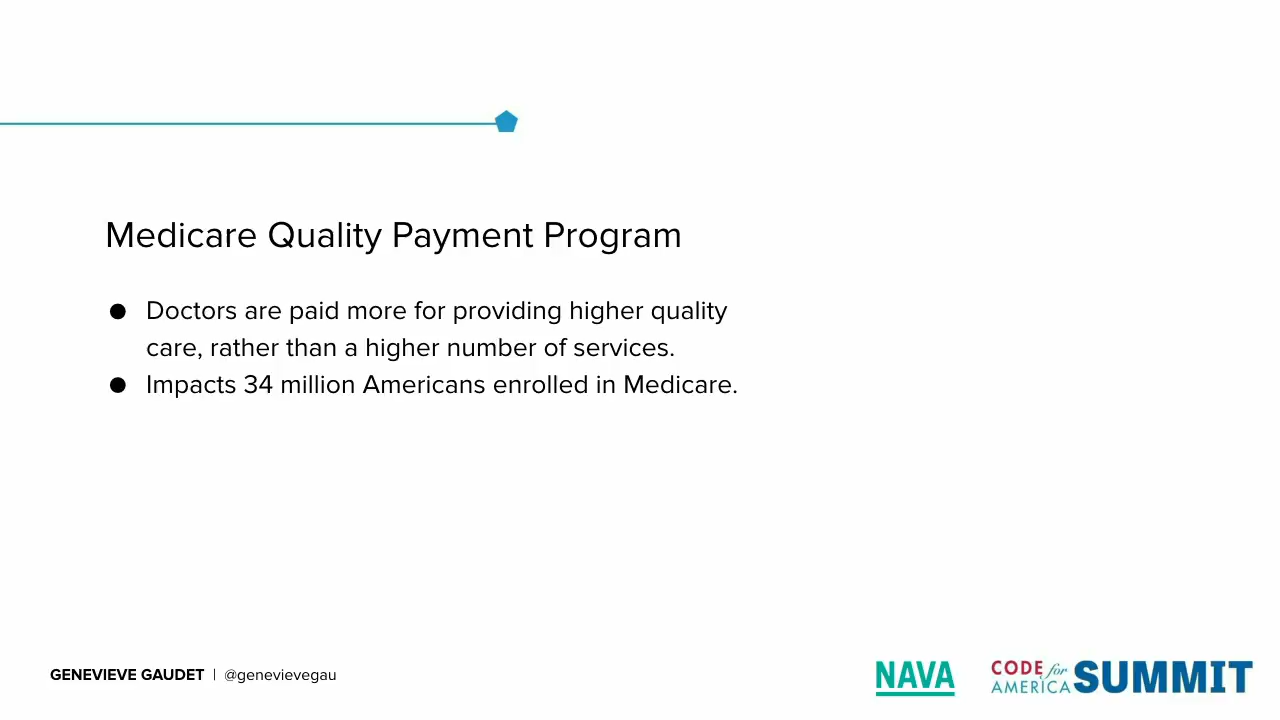 Medicare Quality Payment Program
● Doctors are paid more for providing higher quality
care, rather than a higher number of services.
● Impacts 34 million Americans enrolled in Medicare.
GENEVIEVE GAUDET | @genevievegau
NAVA
CODE for
AMERICA SUMMIT